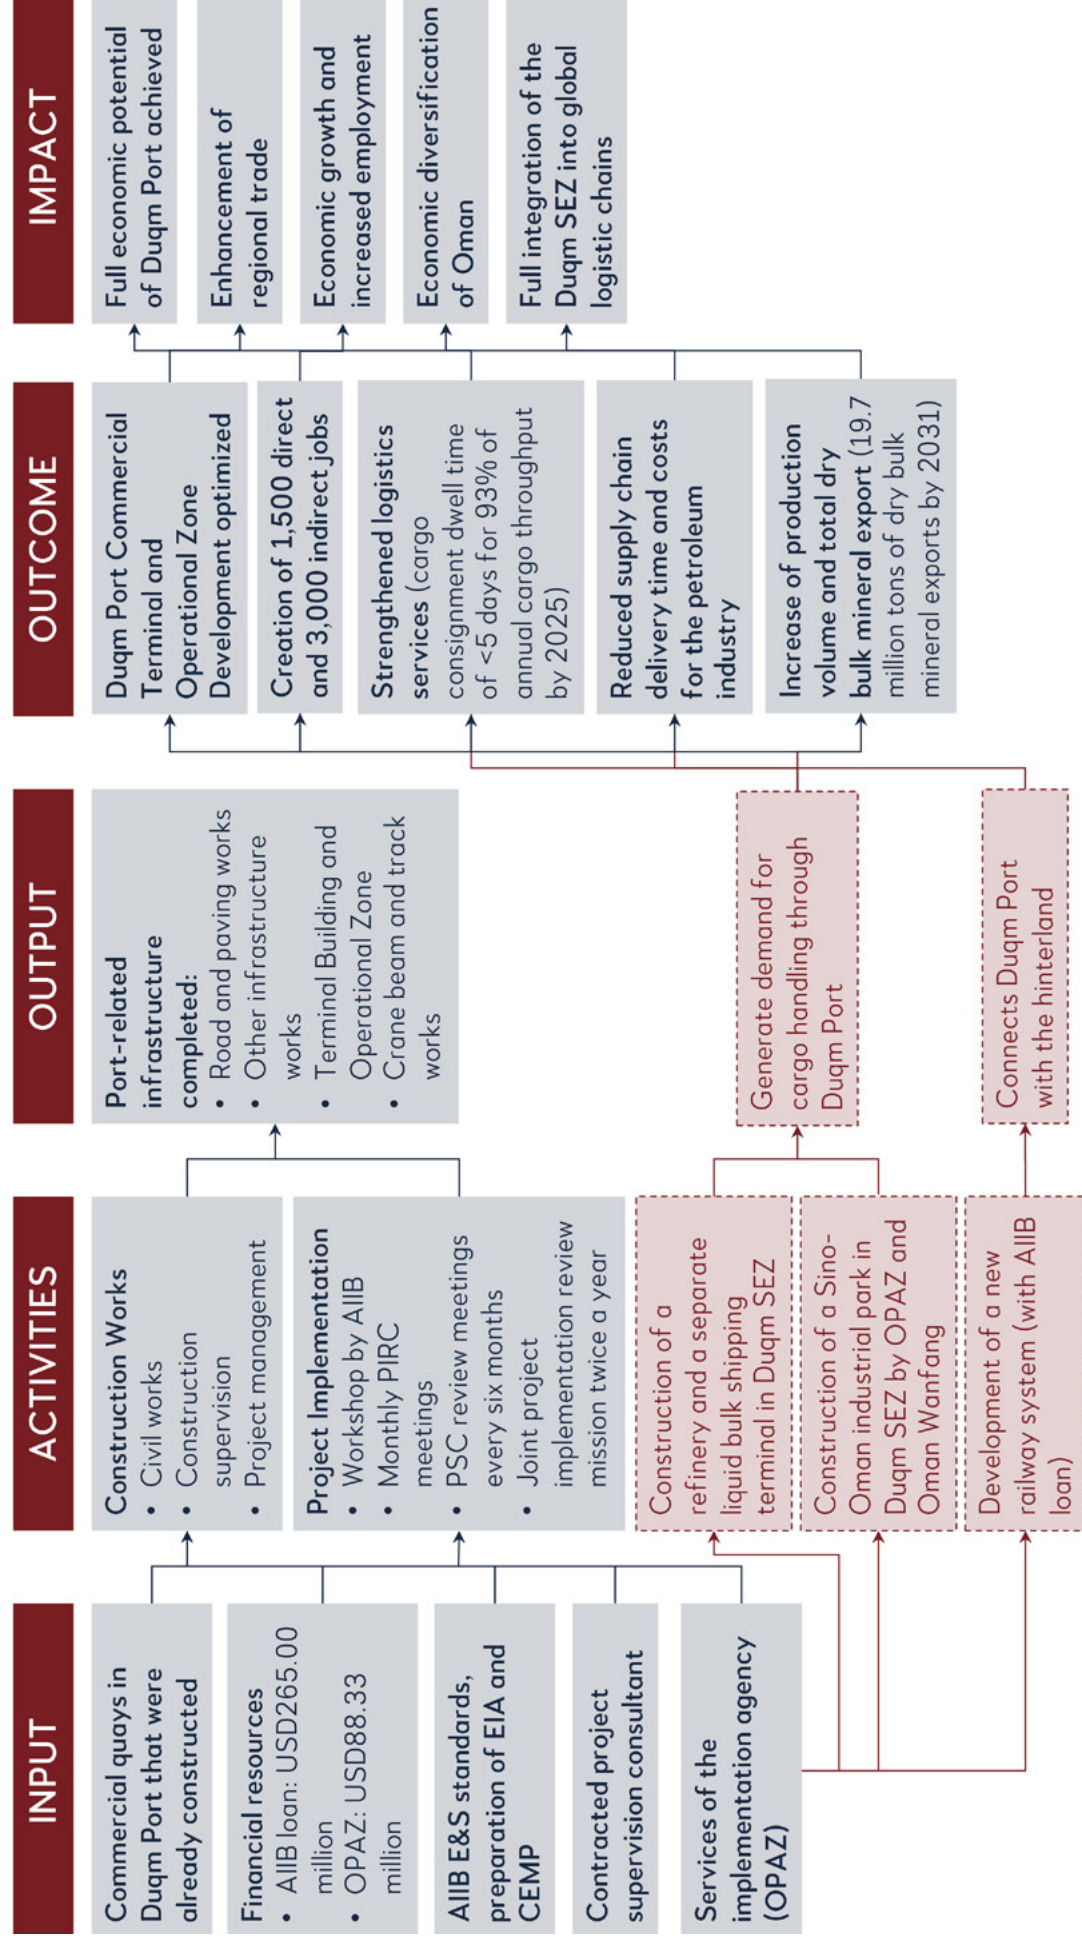 INPUT
Commercial quays in
Duqm Port that were
already constructed
Financial resources
• AIIB loan: USD265.00
million
• OPAZ: USD88.33
million
AIIB E&S standards,
preparation of EIA and
CEMP
Contracted project
supervision consultant
Services of the
implementation agency
(OPAZ)
ACTIVITIES
Construction Works
• Civil works
• Construction
supervision
• Project management
Project Implementation
• Workshop by AIIB
• Monthly PIRC
meetings
• PSC review meetings
every six months
• Joint project
implementation review
mission twice a year
Construction of a
refinery and a separate
liquid bulk shipping
terminal in Duqm SEZ
Construction of a Sino-
Oman industrial park in
Duqm SEZ by OPAZ and
Oman Wanfang
Development of a new
railway system (with AIIB
loan)
OUTPUT
Port-related
infrastructure
completed:
• Road and paving works
• Other infrastructure
works
• Terminal Building and
Operational Zone
• Crane beam and track
works
Generate demand for
cargo handling through
Duqm Port
Connects Duqm Port
with the hinterland
OUTCOME
Duqm Port Commercial
Terminal and
Operational Zone
Development optimized
Creation of 1,500 direct
and 3,000 indirect jobs
Strengthened logistics
services (cargo
consignment dwell time
of <5 days for 93% of
annual cargo throughput
by 2025)
Reduced supply chain
delivery time and costs
for the petroleum
industry
Increase of production
volume and total dry
bulk mineral export (19.7
million tons of dry bulk
mineral exports by 2031)
IMPACT
Full economic potential
of Duqm Port achieved
Enhancement of
regional trade
Economic growth and
increased employment
Economic diversification
of Oman
Full integration of the
Duqm SEZ into global
logistic chains